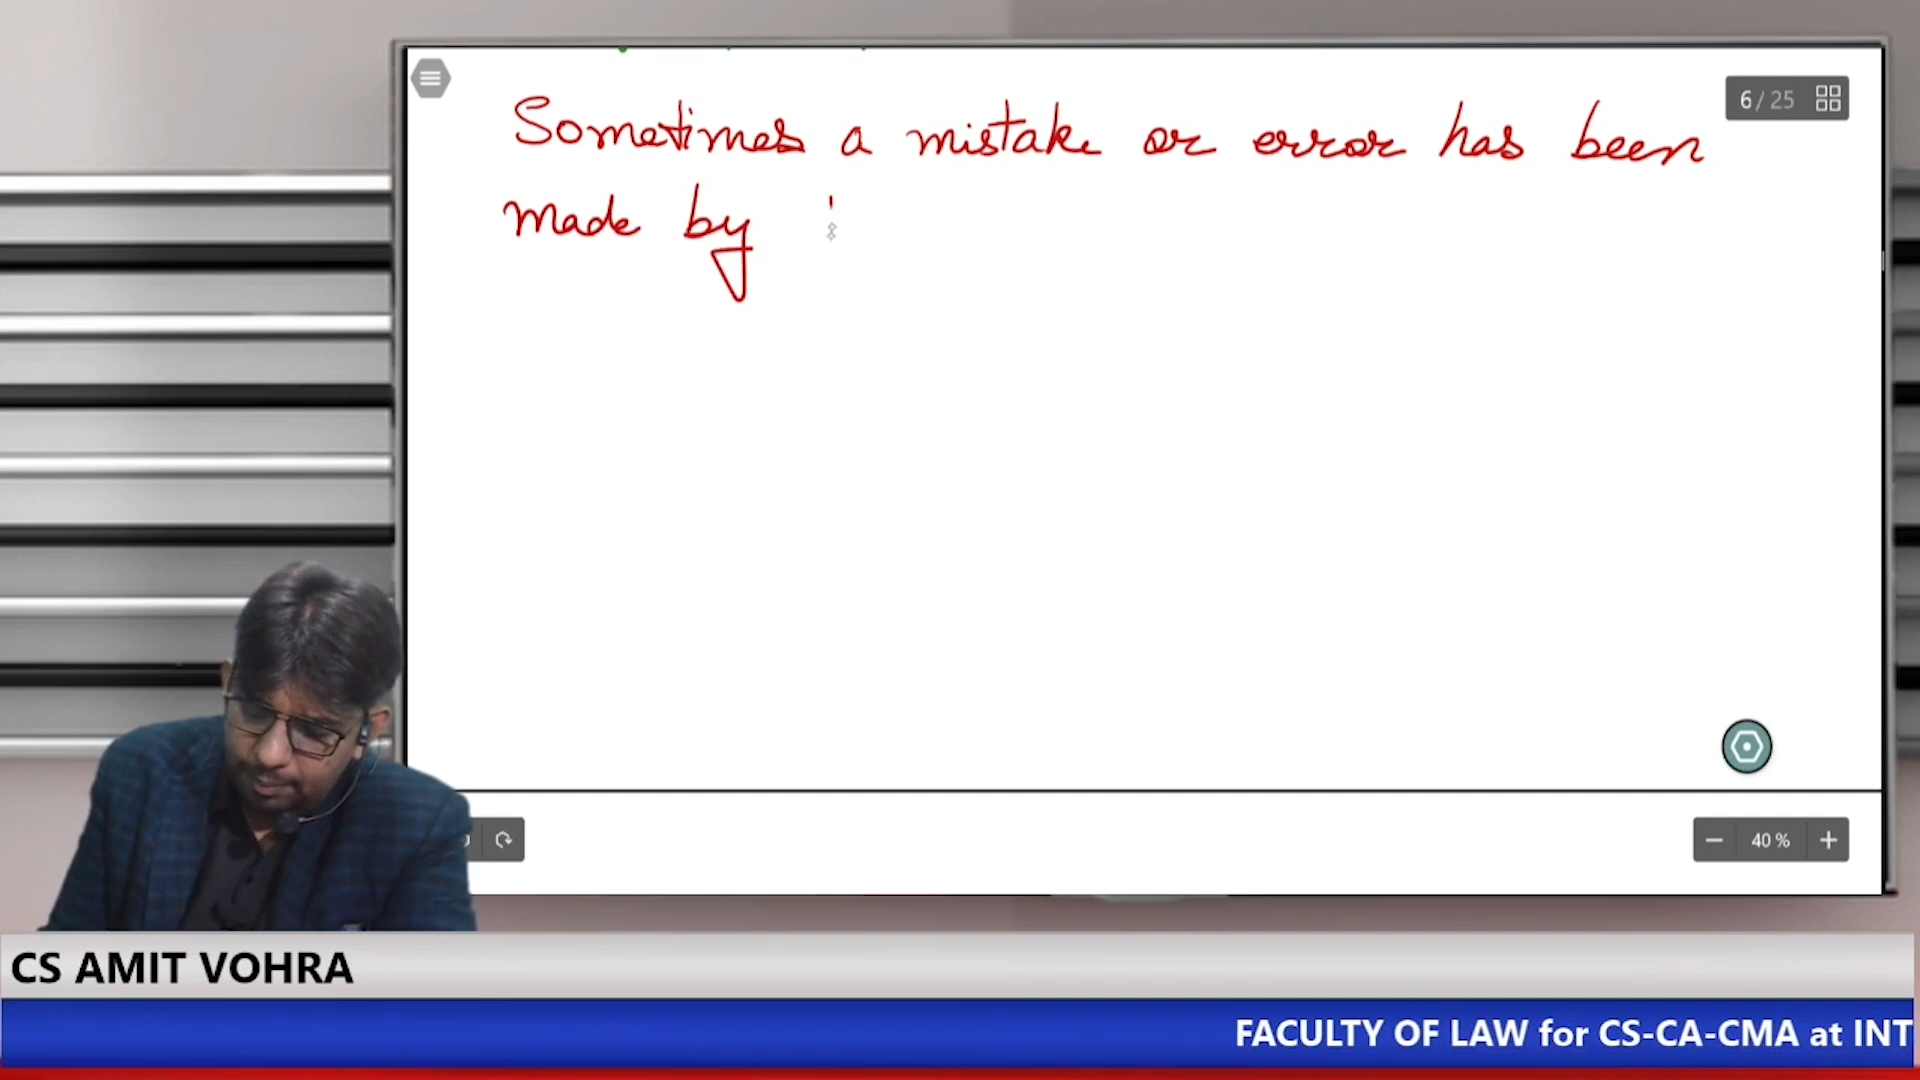 Sometimes a mistake or error has been
made by
6/25
40 %
CS AMIT VOHRA
FACULTY OF LAW for CS-CA-CMA at INT